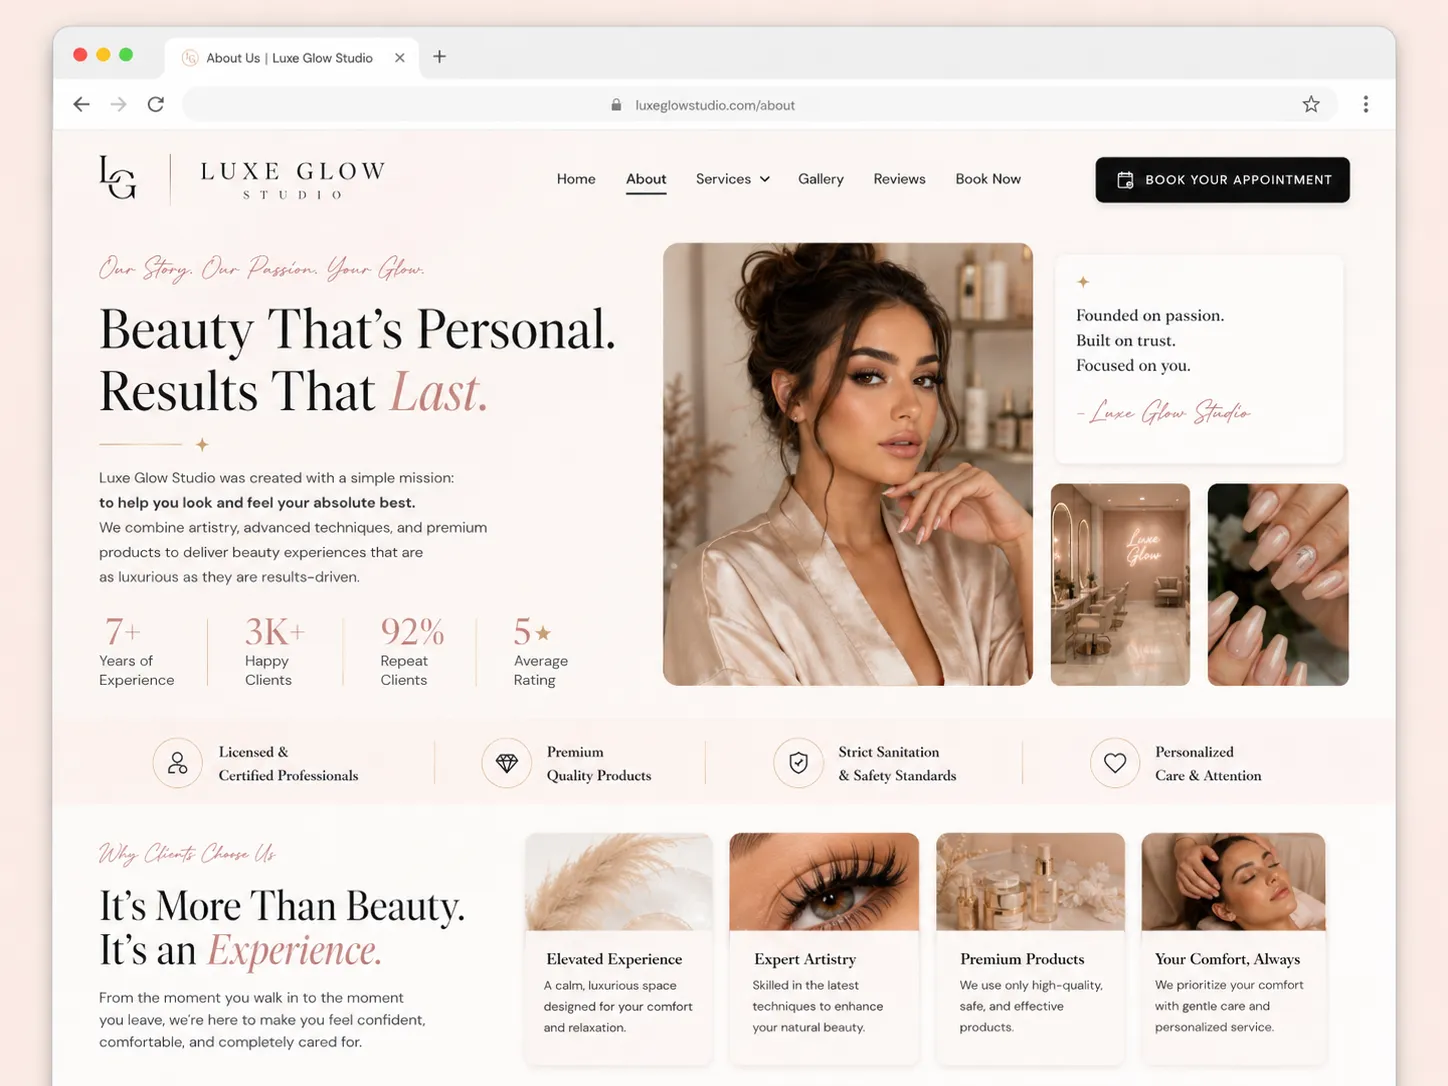 About Us | Luxe Glow Studio
luxeglowstudio.com/about
LG
LUXE GLOW
STUDIO
Home
About
Services
Gallery
Reviews
Book Now
BOOK YOUR APPOINTMENT
Our Story. Our Passion. Your Glow.
Beauty That's Personal.
Results That Last.
Luxe Glow Studio was created with a simple mission:
to help you look and feel your absolute best.
We combine artistry, advanced techniques, and premium
products to deliver beauty experiences that are
as luxurious as they are results-driven.
7+
Years of
Experience
3K+
Happy
Clients
92%
Repeat
Clients
5★
Average
Rating
Founded on passion.
Built on trust.
Focused on you.
- Luxe Glow Studio
Luxe
Glow
Licensed &
Certified Professionals
Premium
Quality Products
Strict Sanitation
& Safety Standards
Personalized
Care & Attention
Why Clients Choose Us
It's More Than Beauty.
It's an Experience.
From the moment you walk in to the moment
you leave, we're here to make you feel confident,
comfortable, and completely cared for.
Elevated Experience
A calm, luxurious space
designed for your comfort
and relaxation.
Expert Artistry
Skilled in the latest
techniques to enhance
your natural beauty.
Premium Products
We use only high-quality,
safe, and effective
products.
Your Comfort, Always
We prioritize your comfort
with gentle care and
personalized service.